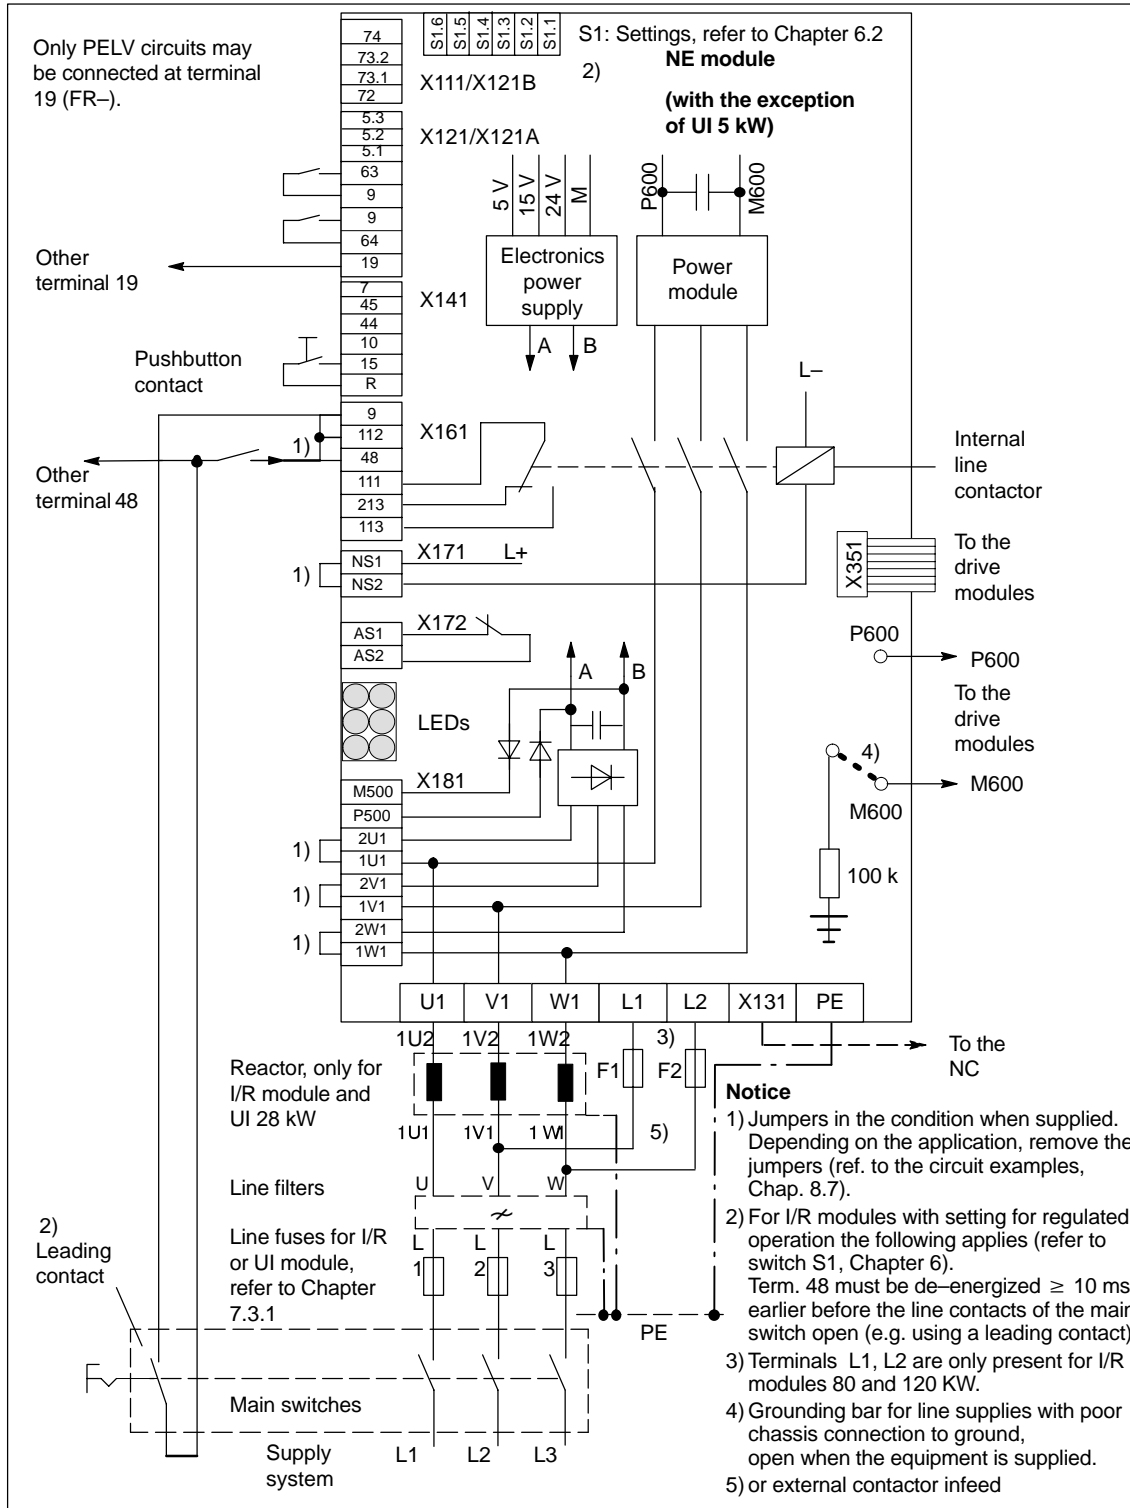 Only PELV circuits may
be connected at terminal
19 (FR–).
74
73.2
73.1
72
X111/X121B
S1.6
S1.5
S1.4
S1.3
S1.2
S1.1
S1: Settings, refer to Chapter 6.2
2)
NE module
(with the exception
of UI 5 kW)
5.3
5.2
5.1
63
9
9
64
19
X121/X121A
Other
terminal 19
5 V
15 V
24 V
M
P600
M600
Electronics
power
supply
Power
module
A
B
7
45
44
10
15
R
X141
Pushbutton
contact
L–
9
112
48
111
213
113
X161
1)
Other
terminal 48
Internal
line
contactor
NS1
NS2
X171
L+
1)
X351
To the
drive
modules
AS1
AS2
X172
P600
P600
A
B
LEDs
To the
drive
modules
4)
M600
M600
M500
P500
2U1
1U1
2V1
1V1
2W1
1W1
X181
1)
1)
1)
100 k
U1
V1
W1
L1
L2
X131
PE
1U2
1V2
1W2
3)
F1
F2
To the
NC
Reactor, only for
I/R module and
UI 28 kW
1U1
1V1
1W1
5)
Line filters
U
V
W
2)
Leading
contact
Line fuses for I/R
or UI module,
refer to Chapter
7.3.1
L
1
L
2
L
3
PE
Main switches
Supply
system
L1
L2
L3
Notice
1) Jumpers in the condition when supplied.
Depending on the application, remove the
jumpers (ref. to the circuit examples,
Chap. 8.7).
2) For I/R modules with setting for regulated
operation the following applies (refer to
switch S1, Chapter 6).
Term. 48 must be de–energized ≥ 10 ms
earlier before the line contacts of the main
switch open (e.g. using a leading contact)
3) Terminals L1, L2 are only present for I/R
modules 80 and 120 KW.
4) Grounding bar for line supplies with poor
chassis connection to ground,
open when the equipment is supplied.
5) or external contactor infeed